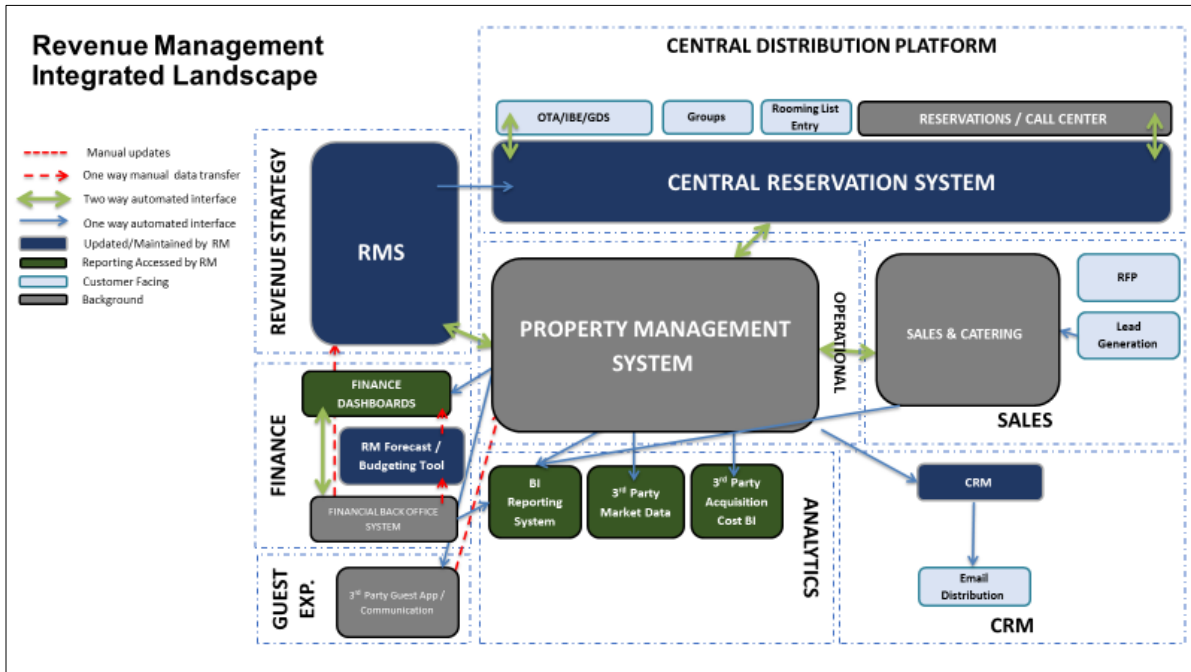 Revenue Management
Integrated Landscape
Manual updates
One way manual data transfer
Two way automated interface
One way automated interface
Updated/Maintained by RM
Reporting Accessed by RM
Customer Facing
Background
CENTRAL DISTRIBUTION PLATFORM
OTA/IBE/GDS
Groups
Rooming List
Entry
RESERVATIONS / CALL CENTER
CENTRAL RESERVATION SYSTEM
REVENUE STRATEGY
RMS
PROPERTY MANAGEMENT
SYSTEM
OPERATIONAL
SALES & CATERING
RFP
Lead
Generation
SALES
FINANCE
FINANCE
DASHBOARDS
RM Forecast /
Budgeting Tool
FINANCIAL BACK OFFICE
SYSTEM
BI
Reporting
System
3rd Party
Market Data
3rd Party
Acquisition
Cost BI
ANALYTICS
CRM
Email
Distribution
CRM
GUEST
EXP.
3rd Party Guest App /
Communication